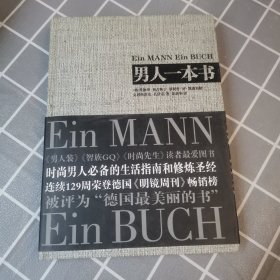 Ein MANN Ein BUCH
男人一本书
Ein MANN
《男人装》《智族GQ》《时尚先生》读者最爱图书
时尚男人必备的生活指南和修炼圣经
连续129周荣登德国《明镜周刊》畅销榜
被评为“德国最美丽的书”
Ein BUCH